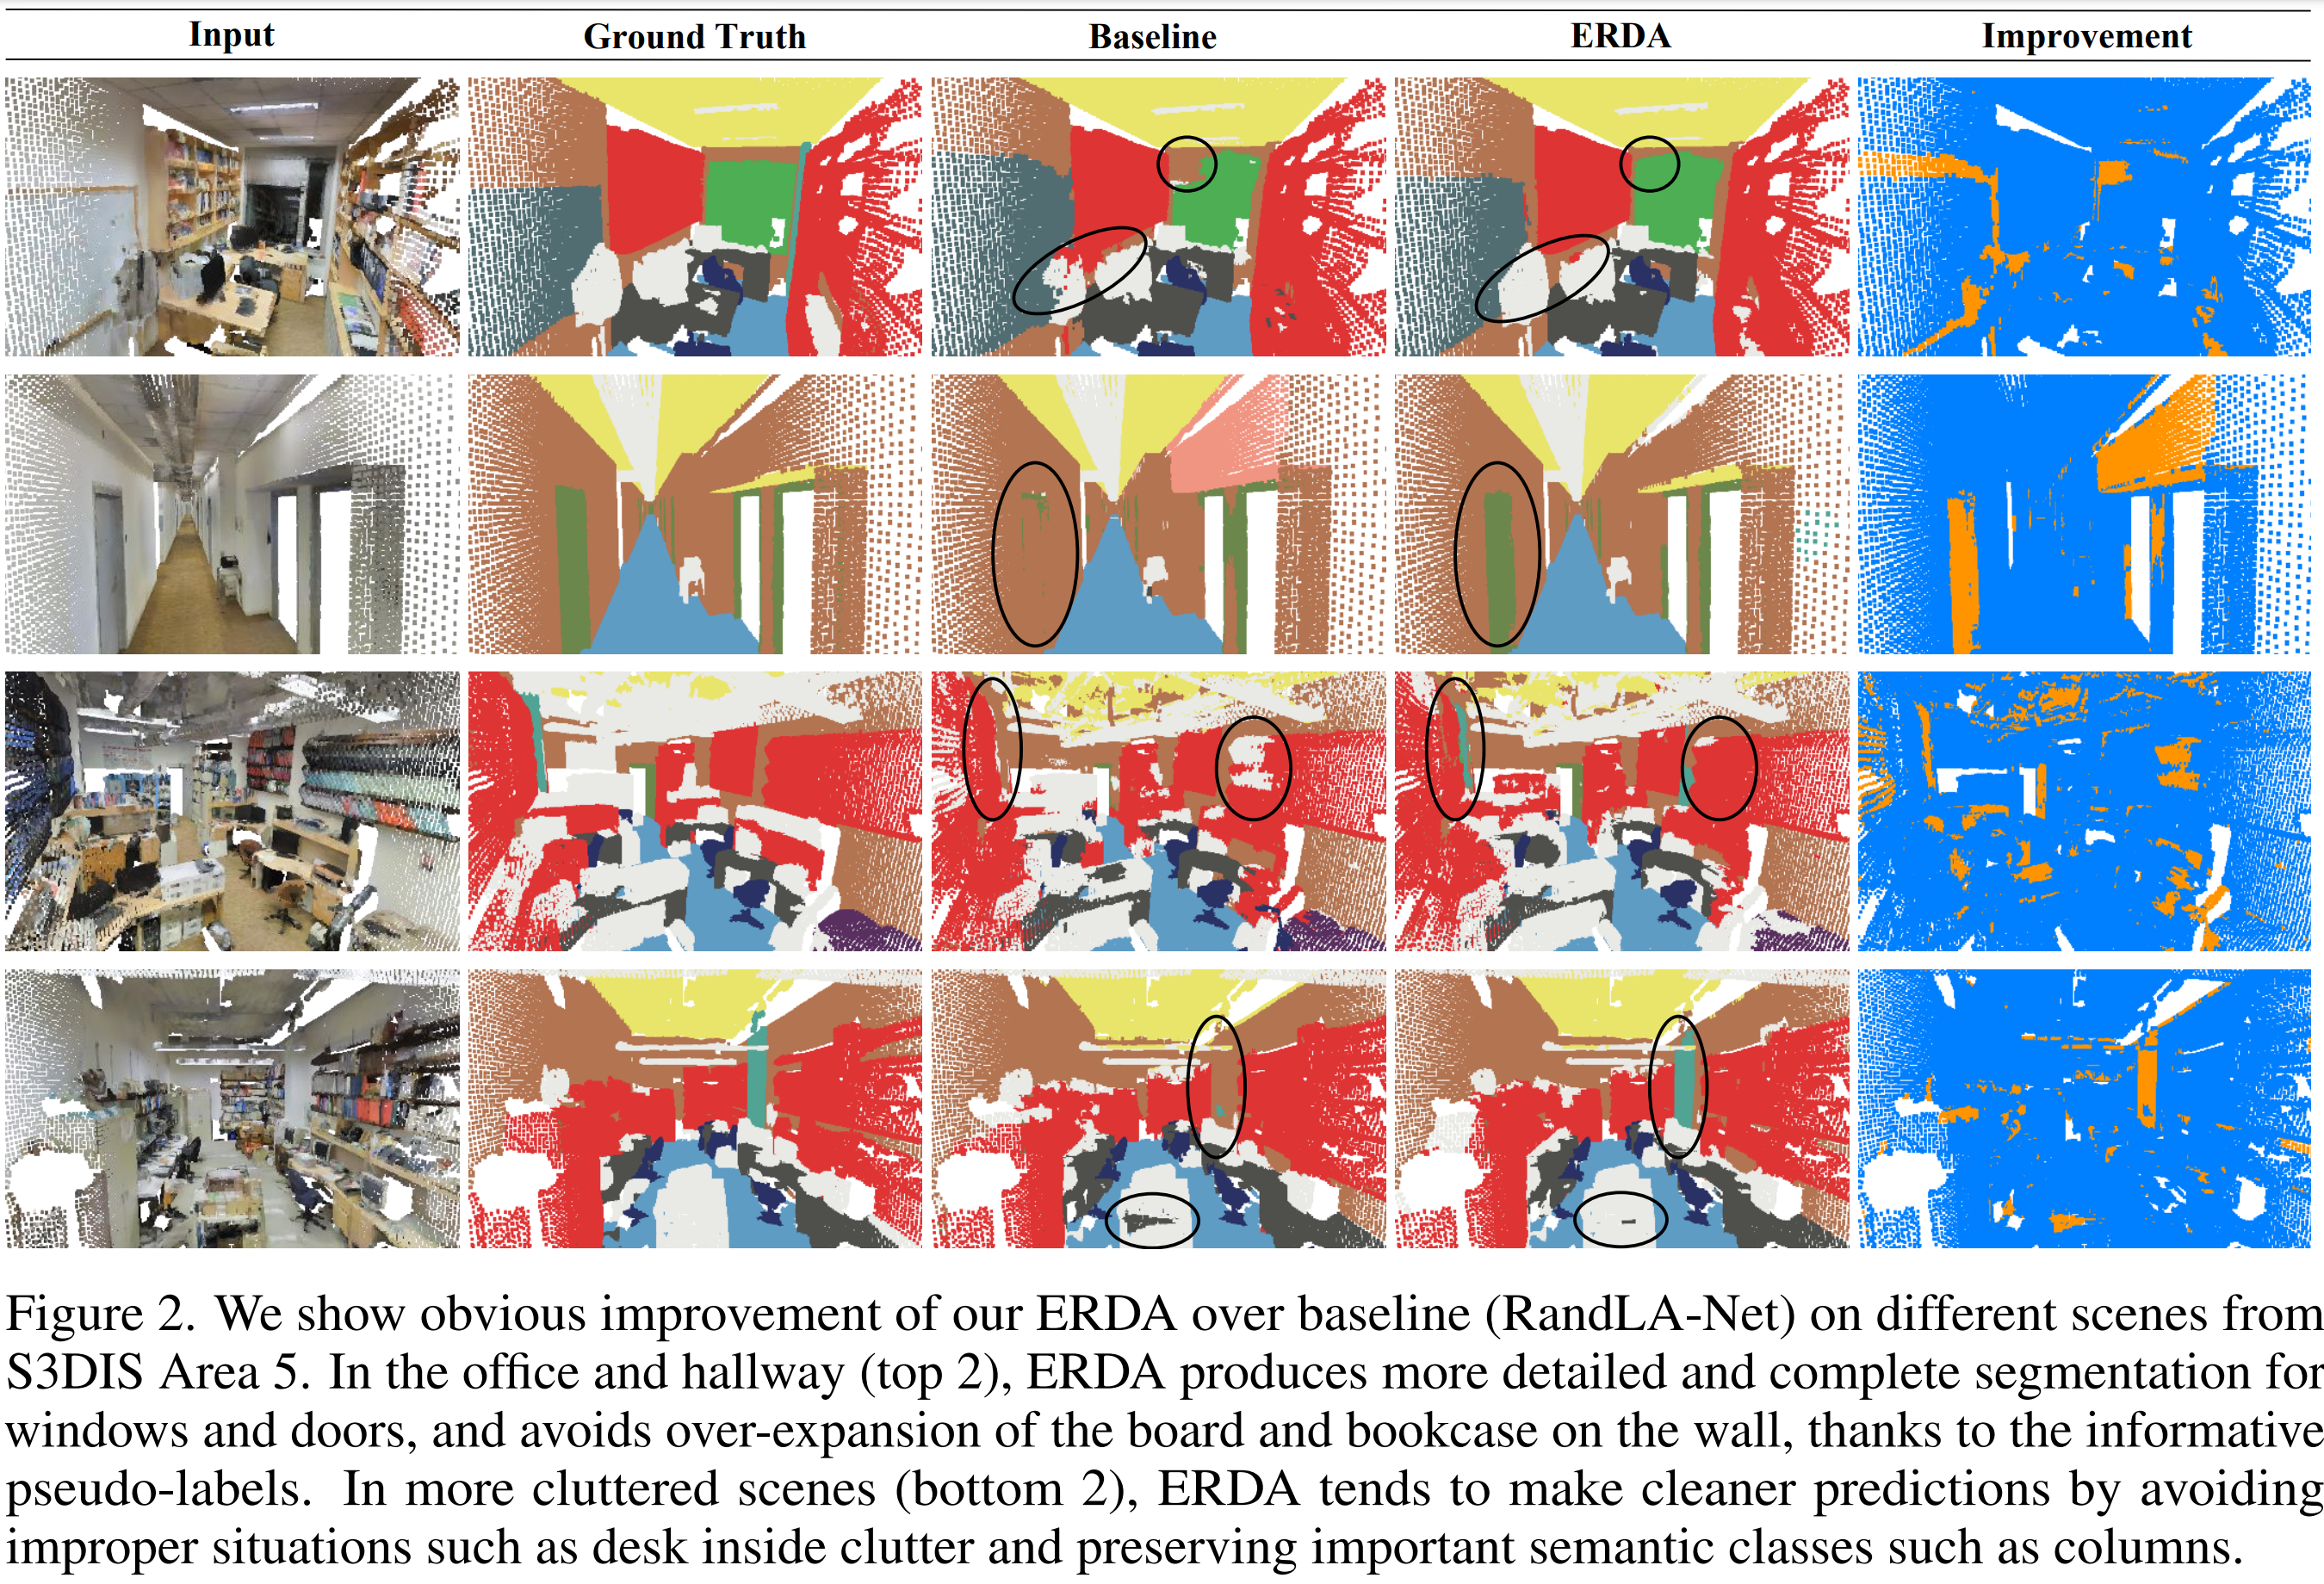 Input Ground Truth Baseline ERDA Improvement
Figure 2. We show obvious improvement of our ERDA over baseline (RandLA-Net) on different scenes from
S3DIS Area 5. In the office and hallway (top 2), ERDA produces more detailed and complete segmentation for
windows and doors, and avoids over-expansion of the board and bookcase on the wall, thanks to the informative
pseudo-labels. In more cluttered scenes (bottom 2), ERDA tends to make cleaner predictions by avoiding
improper situations such as desk inside clutter and preserving important semantic classes such as columns.